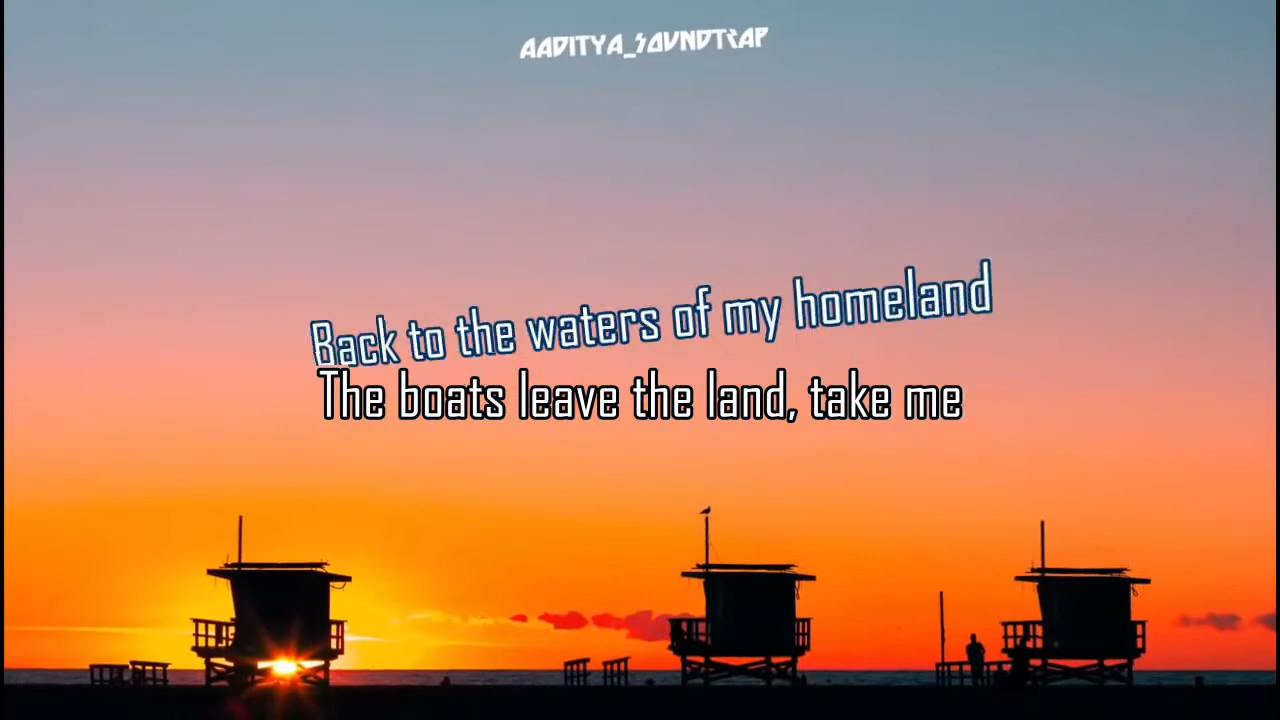 AADITYA_SOUNDTRAP
Back to the waters of my homeland
The boats leave the land, take me